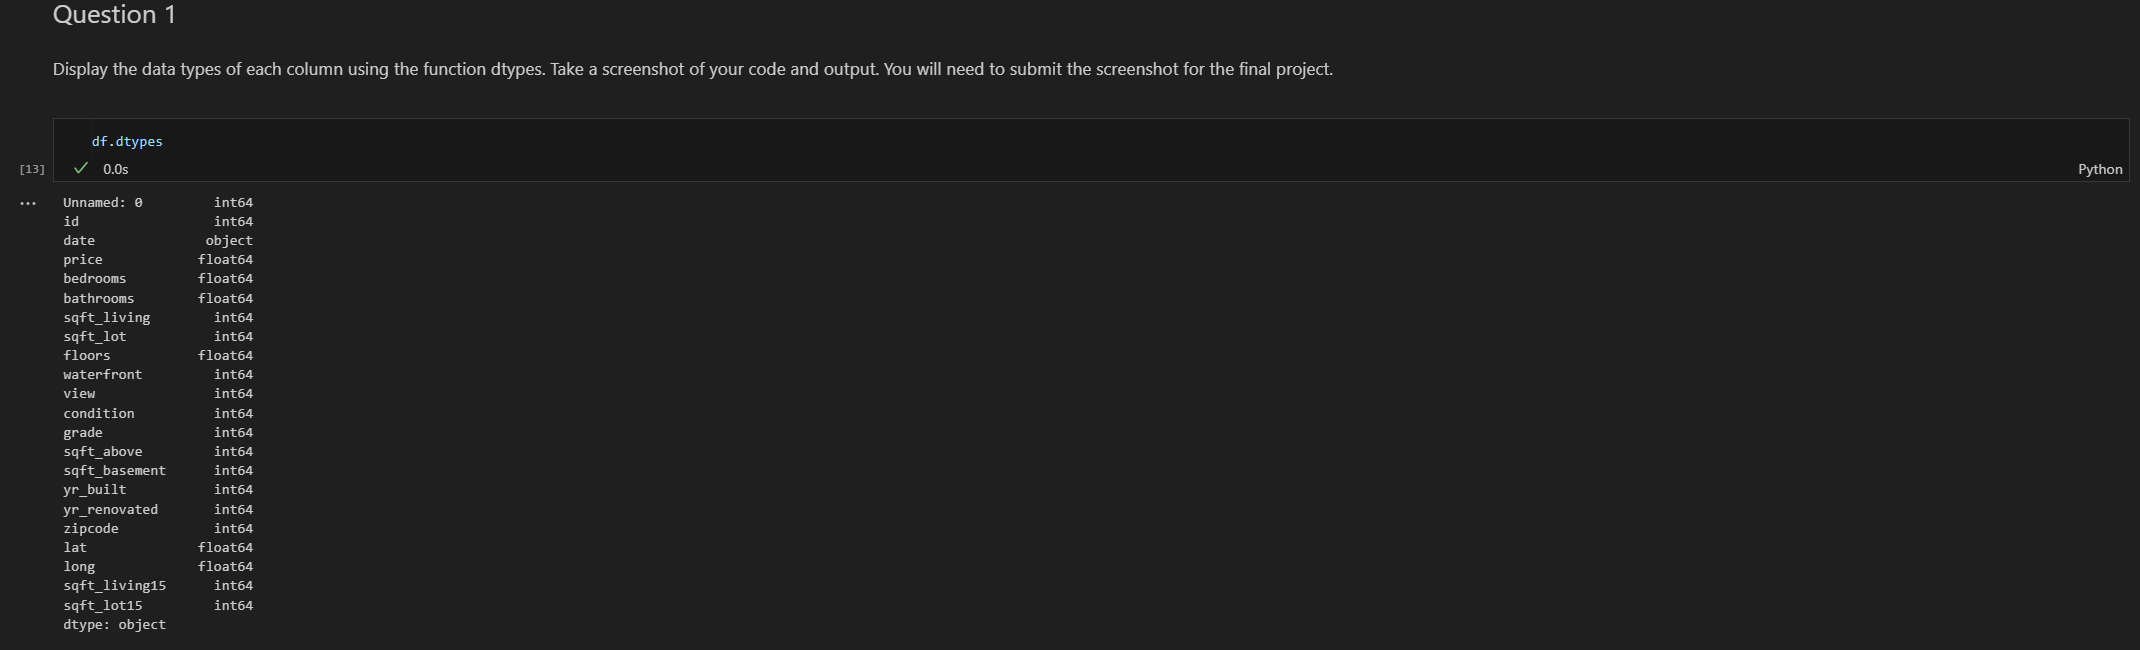 Question 1
Display the data types of each column using the function dtypes. Take a screenshot of your code and output. You will need to submit the screenshot for the final project.
df.dtypes
[13] 0.0s Python
... Unnamed: 0 int64
id int64
date object
price float64
bedrooms float64
bathrooms float64
sqft_living int64
sqft_lot int64
floors float64
waterfront int64
view int64
condition int64
grade int64
sqft_above int64
sqft_basement int64
yr_built int64
yr_renovated int64
zipcode int64
lat float64
long float64
sqft_living15 int64
sqft_lot15 int64
dtype: object